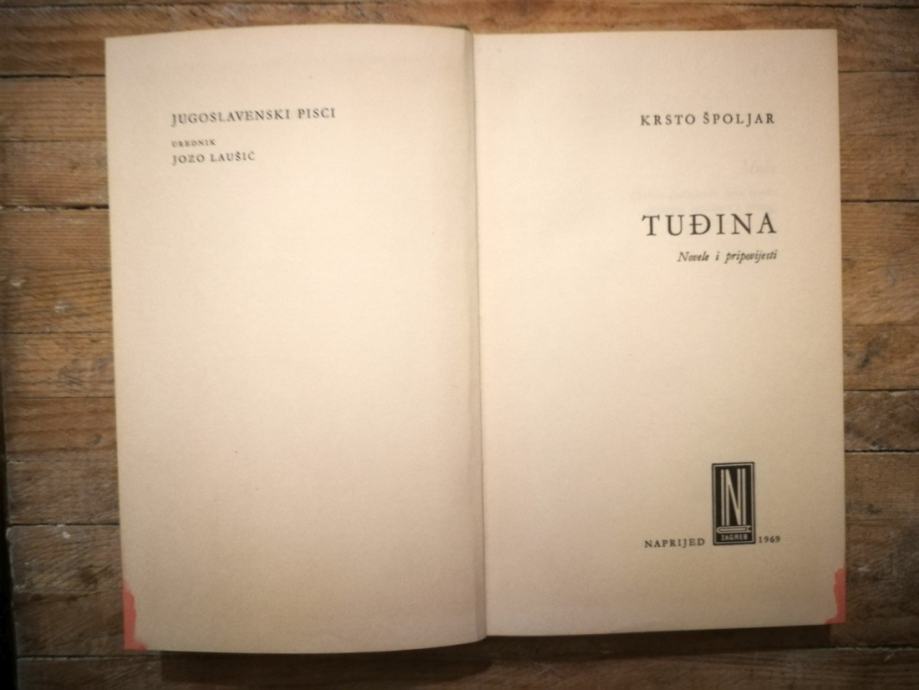 JUGOSLAVENSKI PISCI
UREDNIK
JOZO LAUŠIĆ
KRSTO ŠPOLJAR
TUĐINA
Novele i pripovijesti
N
ZAGREB
NAPRIJED 1969